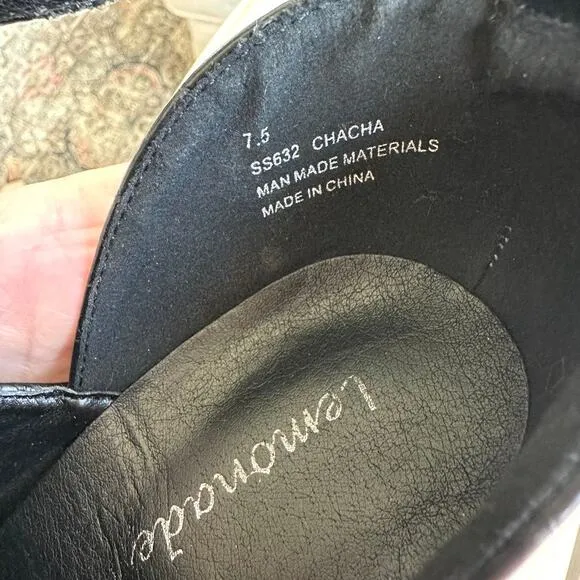 7.5
SS632 CHACHA
MAN MADE MATERIALS
MADE IN CHINA
Lemonade